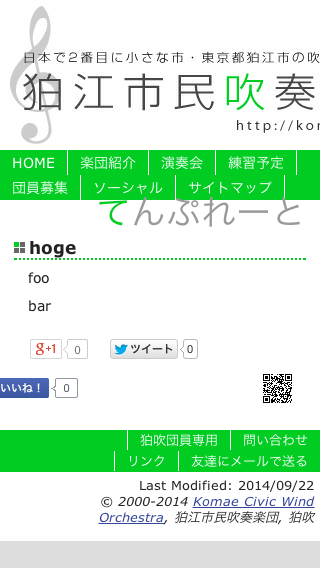 日本で２番目に小さな市・東京都狛江市の吹
狛江市民吹奏
http://kor
HOME 楽団紹介 演奏会 練習予定
団員募集 ソーシャル サイトマップ
てんぷれーと
hoge
foo
bar
g+1 0 ツイート 0
いいね！ 0
狛吹団員専用 問い合わせ
リンク 友達にメールで送る
Last Modified: 2014/09/22
© 2000-2014 Komae Civic Wind
Orchestra, 狛江市民吹奏楽団, 狛吹